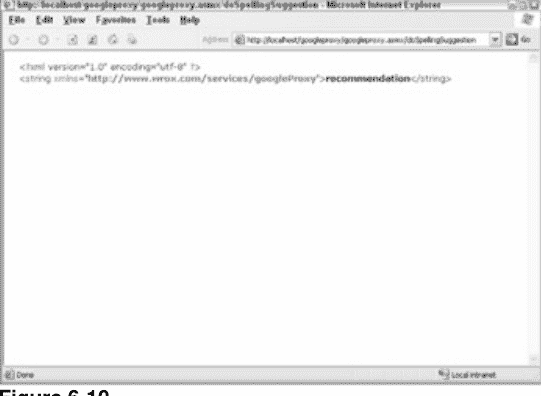 http://localhost/googleproxy/googleproxy.asmx/doSpellingSuggestion - Microsoft Internet Explorer
File Edit View Favorites Tools Help
Address http://localhost/googleproxy/googleproxy.asmx/doSpellingSuggestion Go
<?xml version="1.0" encoding="utf-8" ?>
<string xmlns="http://www.wrox.com/services/googleProxy">recommendation</string>
Done Local intranet
Figure 6-10